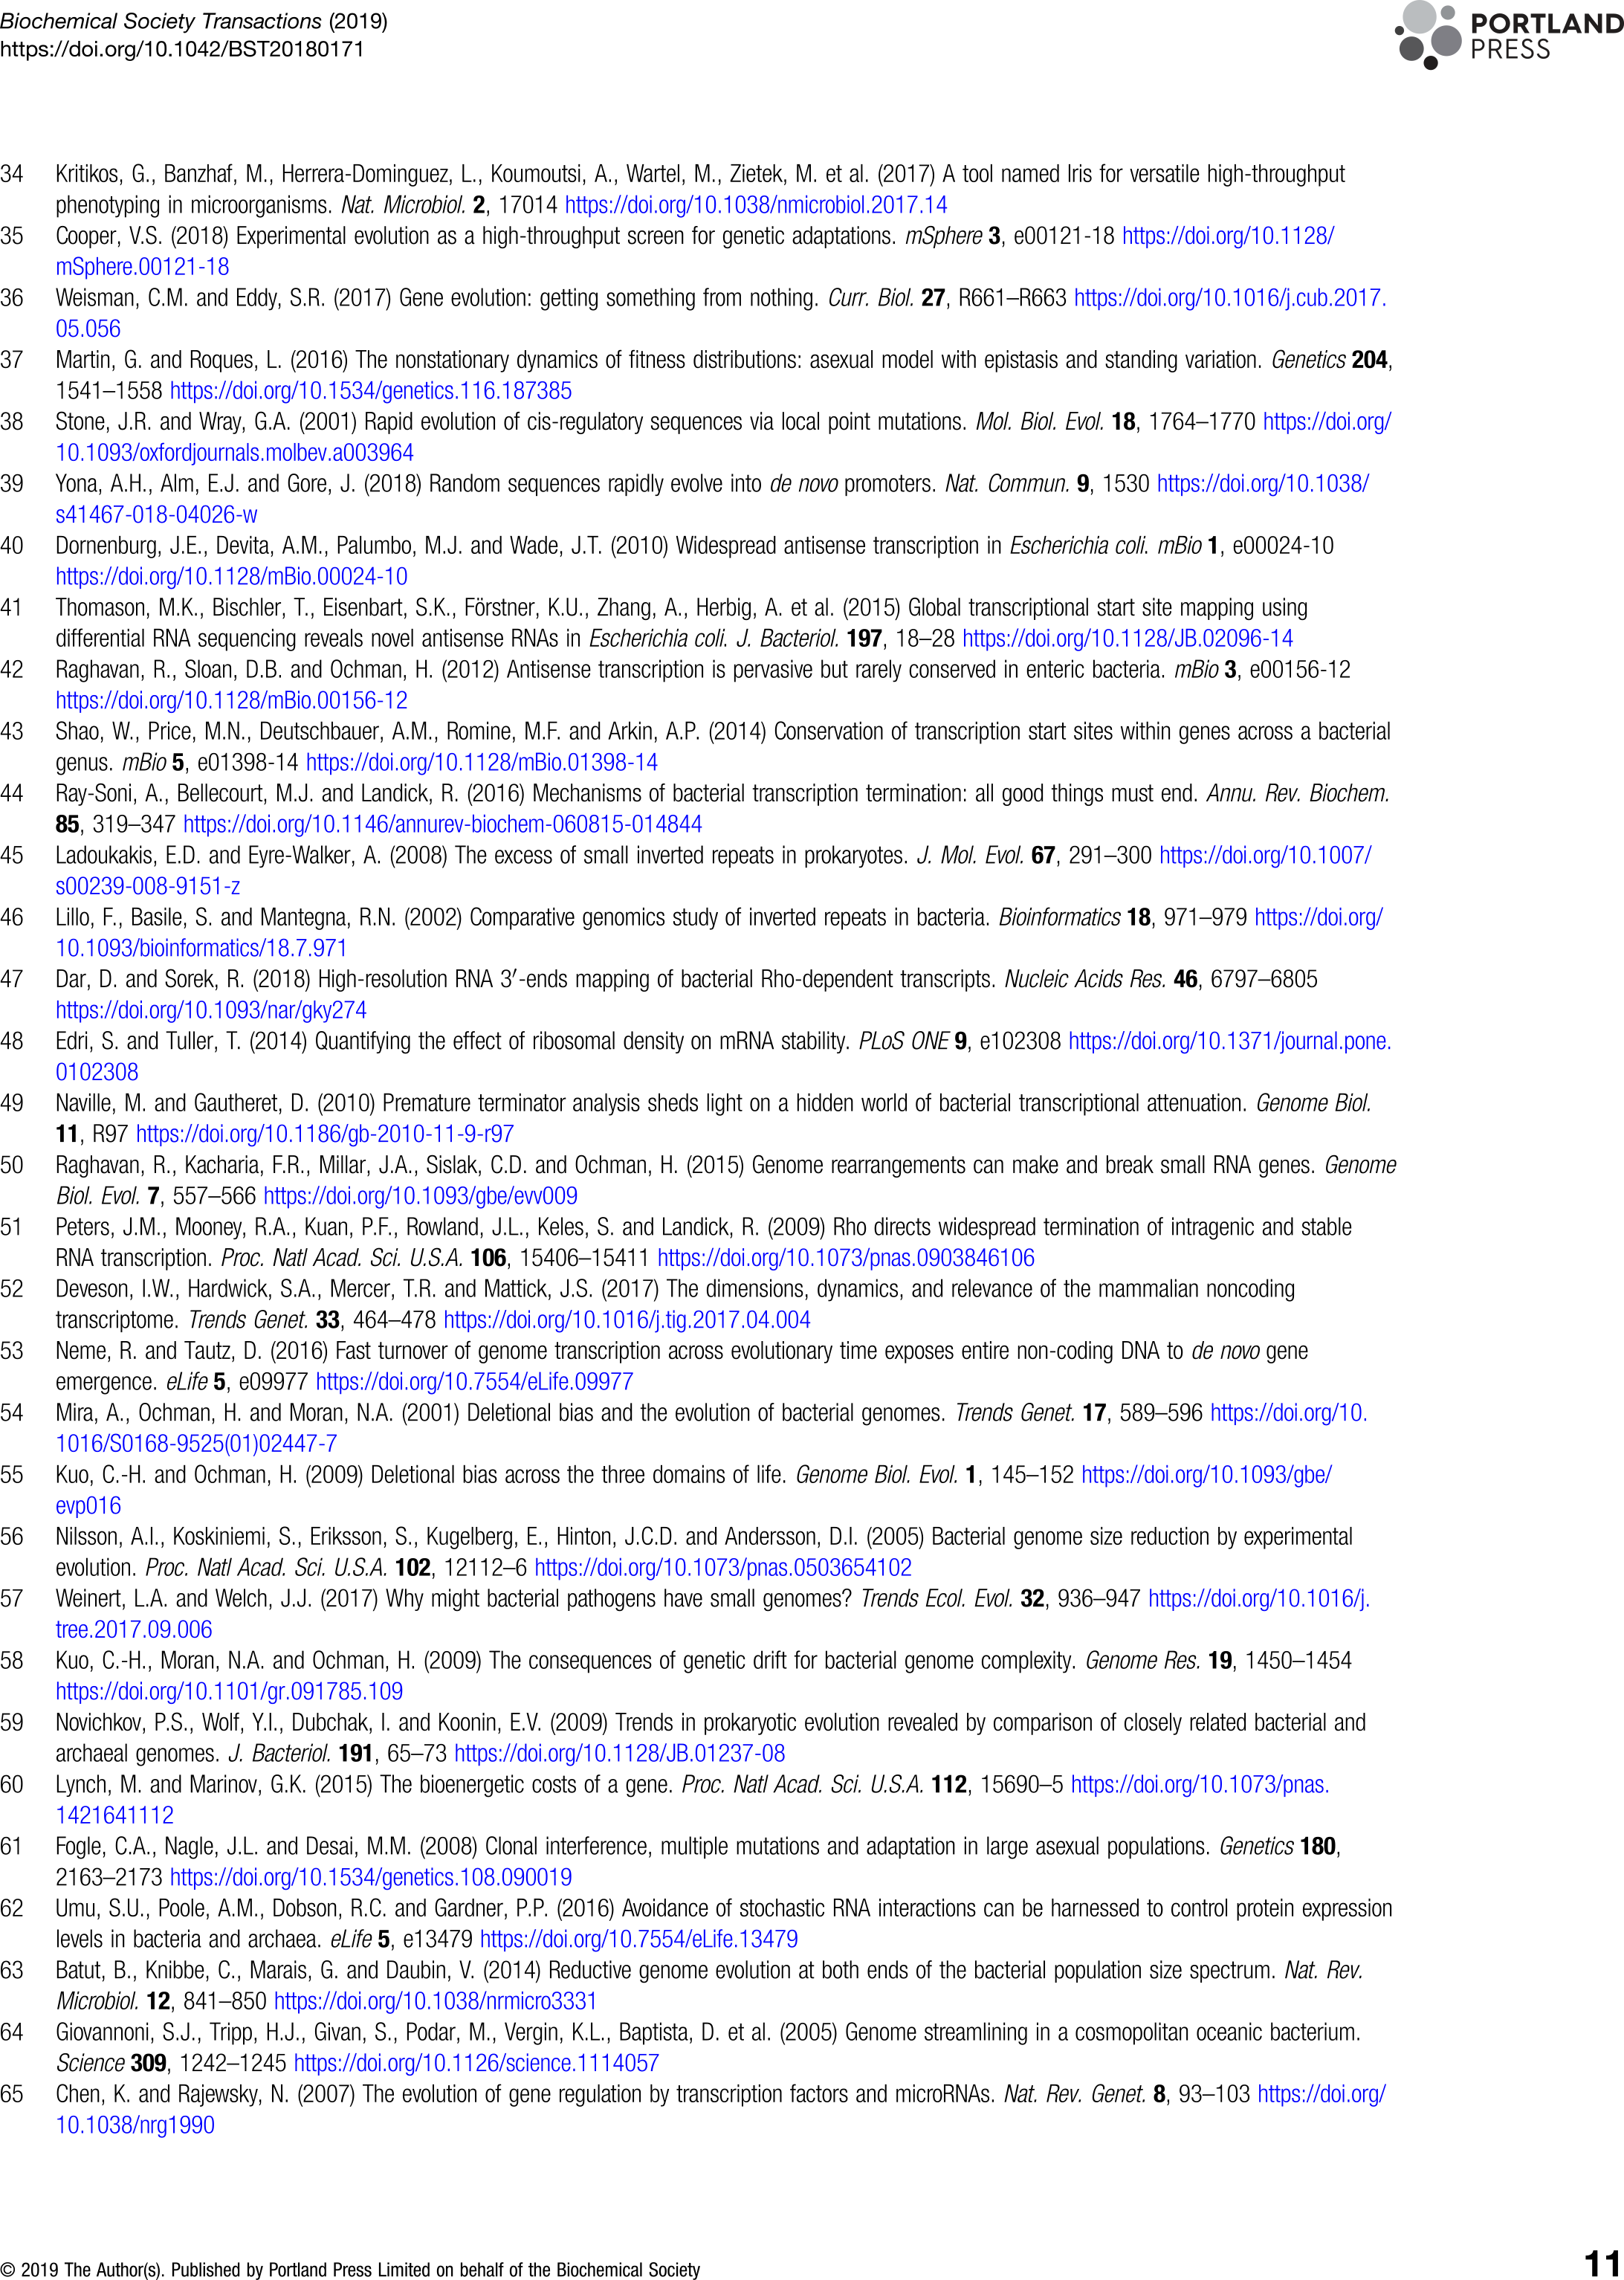 Biochemical Society Transactions (2019)
https://doi.org/10.1042/BST20180171
PORTLAND
PRESS
34 Kritikos, G., Banzhaf, M., Herrera-Dominguez, L., Koumoutsi, A., Wartel, M., Zietek, M. et al. (2017) A tool named Iris for versatile high-throughput
phenotyping in microorganisms. Nat. Microbiol. 2, 17014 https://doi.org/10.1038/nmicrobiol.2017.14
35 Cooper, V.S. (2018) Experimental evolution as a high-throughput screen for genetic adaptations. mSphere 3, e00121-18 https://doi.org/10.1128/
mSphere.00121-18
36 Weisman, C.M. and Eddy, S.R. (2017) Gene evolution: getting something from nothing. Curr. Biol. 27, R661–R663 https://doi.org/10.1016/j.cub.2017.
05.056
37 Martin, G. and Roques, L. (2016) The nonstationary dynamics of fitness distributions: asexual model with epistasis and standing variation. Genetics 204,
1541–1558 https://doi.org/10.1534/genetics.116.187385
38 Stone, J.R. and Wray, G.A. (2001) Rapid evolution of cis-regulatory sequences via local point mutations. Mol. Biol. Evol. 18, 1764–1770 https://doi.org/
10.1093/oxfordjournals.molbev.a003964
39 Yona, A.H., Alm, E.J. and Gore, J. (2018) Random sequences rapidly evolve into de novo promoters. Nat. Commun. 9, 1530 https://doi.org/10.1038/
s41467-018-04026-w
40 Dornenburg, J.E., Devita, A.M., Palumbo, M.J. and Wade, J.T. (2010) Widespread antisense transcription in Escherichia coli. mBio 1, e00024-10
https://doi.org/10.1128/mBio.00024-10
41 Thomason, M.K., Bischler, T., Eisenbart, S.K., Förstner, K.U., Zhang, A., Herbig, A. et al. (2015) Global transcriptional start site mapping using
differential RNA sequencing reveals novel antisense RNAs in Escherichia coli. J. Bacteriol. 197, 18–28 https://doi.org/10.1128/JB.02096-14
42 Raghavan, R., Sloan, D.B. and Ochman, H. (2012) Antisense transcription is pervasive but rarely conserved in enteric bacteria. mBio 3, e00156-12
https://doi.org/10.1128/mBio.00156-12
43 Shao, W., Price, M.N., Deutschbauer, A.M., Romine, M.F. and Arkin, A.P. (2014) Conservation of transcription start sites within genes across a bacterial
genus. mBio 5, e01398-14 https://doi.org/10.1128/mBio.01398-14
44 Ray-Soni, A., Bellecourt, M.J. and Landick, R. (2016) Mechanisms of bacterial transcription termination: all good things must end. Annu. Rev. Biochem.
85, 319–347 https://doi.org/10.1146/annurev-biochem-060815-014844
45 Ladoukakis, E.D. and Eyre-Walker, A. (2008) The excess of small inverted repeats in prokaryotes. J. Mol. Evol. 67, 291–300 https://doi.org/10.1007/
s00239-008-9151-z
46 Lillo, F., Basile, S. and Mantegna, R.N. (2002) Comparative genomics study of inverted repeats in bacteria. Bioinformatics 18, 971–979 https://doi.org/
10.1093/bioinformatics/18.7.971
47 Dar, D. and Sorek, R. (2018) High-resolution RNA 3′-ends mapping of bacterial Rho-dependent transcripts. Nucleic Acids Res. 46, 6797–6805
https://doi.org/10.1093/nar/gky274
48 Edri, S. and Tuller, T. (2014) Quantifying the effect of ribosomal density on mRNA stability. PLoS ONE 9, e102308 https://doi.org/10.1371/journal.pone.
0102308
49 Naville, M. and Gautheret, D. (2010) Premature terminator analysis sheds light on a hidden world of bacterial transcriptional attenuation. Genome Biol.
11, R97 https://doi.org/10.1186/gb-2010-11-9-r97
50 Raghavan, R., Kacharia, F.R., Millar, J.A., Sislak, C.D. and Ochman, H. (2015) Genome rearrangements can make and break small RNA genes. Genome
Biol. Evol. 7, 557–566 https://doi.org/10.1093/gbe/evv009
51 Peters, J.M., Mooney, R.A., Kuan, P.F., Rowland, J.L., Keles, S. and Landick, R. (2009) Rho directs widespread termination of intragenic and stable
RNA transcription. Proc. Natl Acad. Sci. U.S.A. 106, 15406–15411 https://doi.org/10.1073/pnas.0903846106
52 Deveson, I.W., Hardwick, S.A., Mercer, T.R. and Mattick, J.S. (2017) The dimensions, dynamics, and relevance of the mammalian noncoding
transcriptome. Trends Genet. 33, 464–478 https://doi.org/10.1016/j.tig.2017.04.004
53 Neme, R. and Tautz, D. (2016) Fast turnover of genome transcription across evolutionary time exposes entire non-coding DNA to de novo gene
emergence. eLife 5, e09977 https://doi.org/10.7554/eLife.09977
54 Mira, A., Ochman, H. and Moran, N.A. (2001) Deletional bias and the evolution of bacterial genomes. Trends Genet. 17, 589–596 https://doi.org/10.
1016/S0168-9525(01)02447-7
55 Kuo, C.-H. and Ochman, H. (2009) Deletional bias across the three domains of life. Genome Biol. Evol. 1, 145–152 https://doi.org/10.1093/gbe/
evp016
56 Nilsson, A.I., Koskiniemi, S., Eriksson, S., Kugelberg, E., Hinton, J.C.D. and Andersson, D.I. (2005) Bacterial genome size reduction by experimental
evolution. Proc. Natl Acad. Sci. U.S.A. 102, 12112–6 https://doi.org/10.1073/pnas.0503654102
57 Weinert, L.A. and Welch, J.J. (2017) Why might bacterial pathogens have small genomes? Trends Ecol. Evol. 32, 936–947 https://doi.org/10.1016/j.
tree.2017.09.006
58 Kuo, C.-H., Moran, N.A. and Ochman, H. (2009) The consequences of genetic drift for bacterial genome complexity. Genome Res. 19, 1450–1454
https://doi.org/10.1101/gr.091785.109
59 Novichkov, P.S., Wolf, Y.I., Dubchak, I. and Koonin, E.V. (2009) Trends in prokaryotic evolution revealed by comparison of closely related bacterial and
archaeal genomes. J. Bacteriol. 191, 65–73 https://doi.org/10.1128/JB.01237-08
60 Lynch, M. and Marinov, G.K. (2015) The bioenergetic costs of a gene. Proc. Natl Acad. Sci. U.S.A. 112, 15690–5 https://doi.org/10.1073/pnas.
1421641112
61 Fogle, C.A., Nagle, J.L. and Desai, M.M. (2008) Clonal interference, multiple mutations and adaptation in large asexual populations. Genetics 180,
2163–2173 https://doi.org/10.1534/genetics.108.090019
62 Umu, S.U., Poole, A.M., Dobson, R.C. and Gardner, P.P. (2016) Avoidance of stochastic RNA interactions can be harnessed to control protein expression
levels in bacteria and archaea. eLife 5, e13479 https://doi.org/10.7554/eLife.13479
63 Batut, B., Knibbe, C., Marais, G. and Daubin, V. (2014) Reductive genome evolution at both ends of the bacterial population size spectrum. Nat. Rev.
Microbiol. 12, 841–850 https://doi.org/10.1038/nrmicro3331
64 Giovannoni, S.J., Tripp, H.J., Givan, S., Podar, M., Vergin, K.L., Baptista, D. et al. (2005) Genome streamlining in a cosmopolitan oceanic bacterium.
Science 309, 1242–1245 https://doi.org/10.1126/science.1114057
65 Chen, K. and Rajewsky, N. (2007) The evolution of gene regulation by transcription factors and microRNAs. Nat. Rev. Genet. 8, 93–103 https://doi.org/
10.1038/nrg1990
© 2019 The Author(s). Published by Portland Press Limited on behalf of the Biochemical Society
11